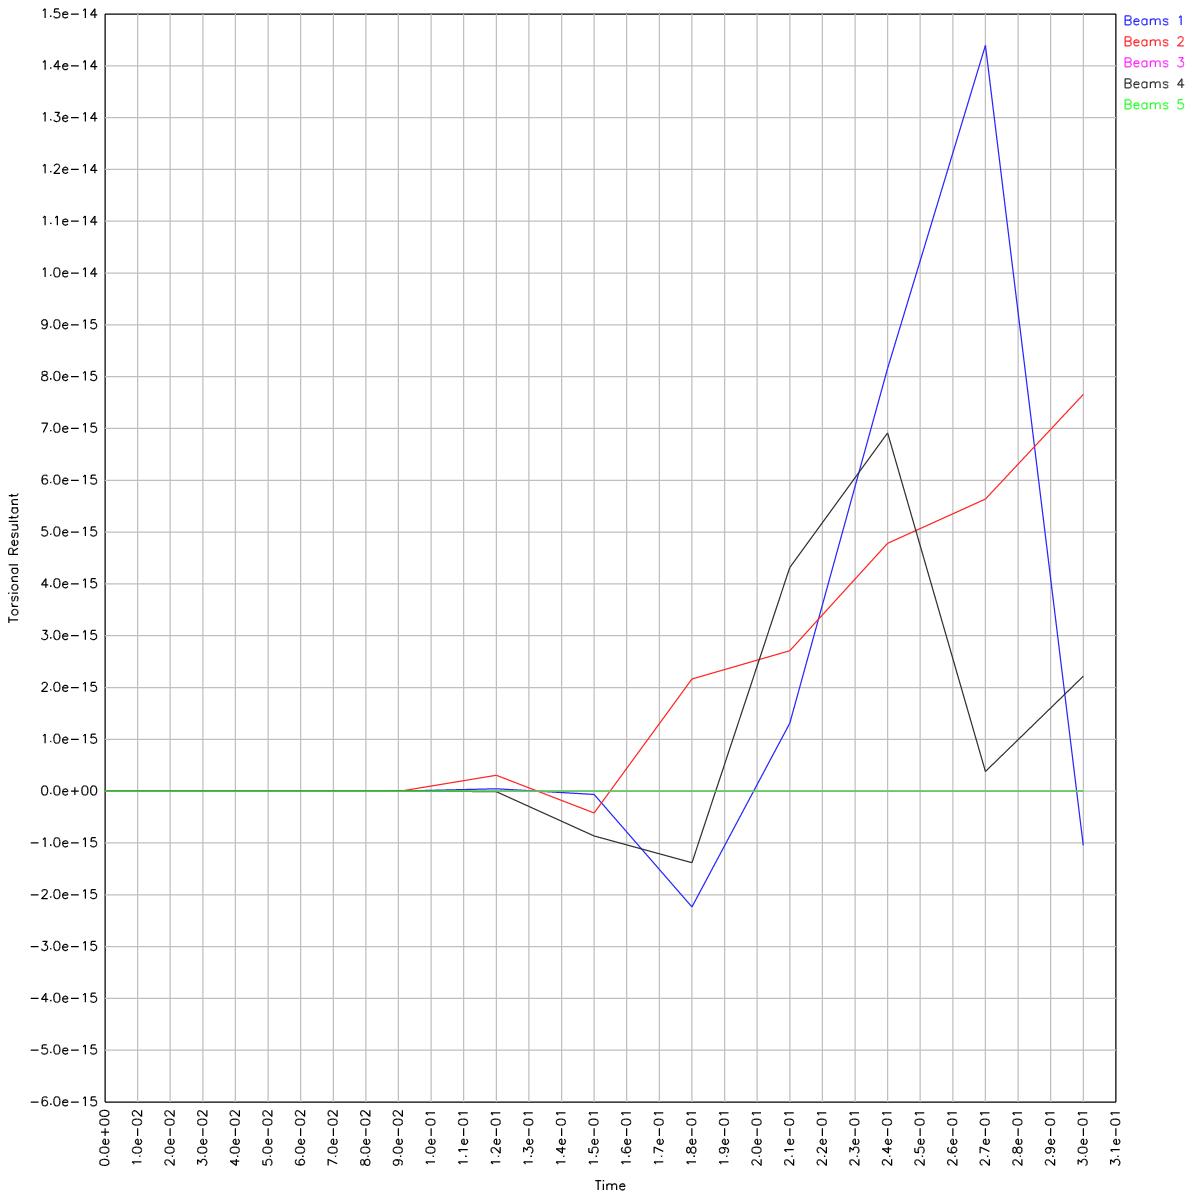 1.5e−14
1.4e−14
1.3e−14
1.2e−14
1.1e−14
1.0e−14
9.0e−15
8.0e−15
7.0e−15
6.0e−15
5.0e−15
4.0e−15
3.0e−15
2.0e−15
1.0e−15
0.0e+00
−1.0e−15
−2.0e−15
−3.0e−15
−4.0e−15
−5.0e−15
−6.0e−15
Torsional Resultant
0.0e+00
1.0e−02
2.0e−02
3.0e−02
4.0e−02
5.0e−02
6.0e−02
7.0e−02
8.0e−02
9.0e−02
1.0e−01
1.1e−01
1.2e−01
1.3e−01
1.4e−01
1.5e−01
1.6e−01
1.7e−01
1.8e−01
1.9e−01
2.0e−01
2.1e−01
2.2e−01
2.3e−01
2.4e−01
2.5e−01
2.6e−01
2.7e−01
2.8e−01
2.9e−01
3.0e−01
3.1e−01
Time
Beams 1
Beams 2
Beams 3
Beams 4
Beams 5